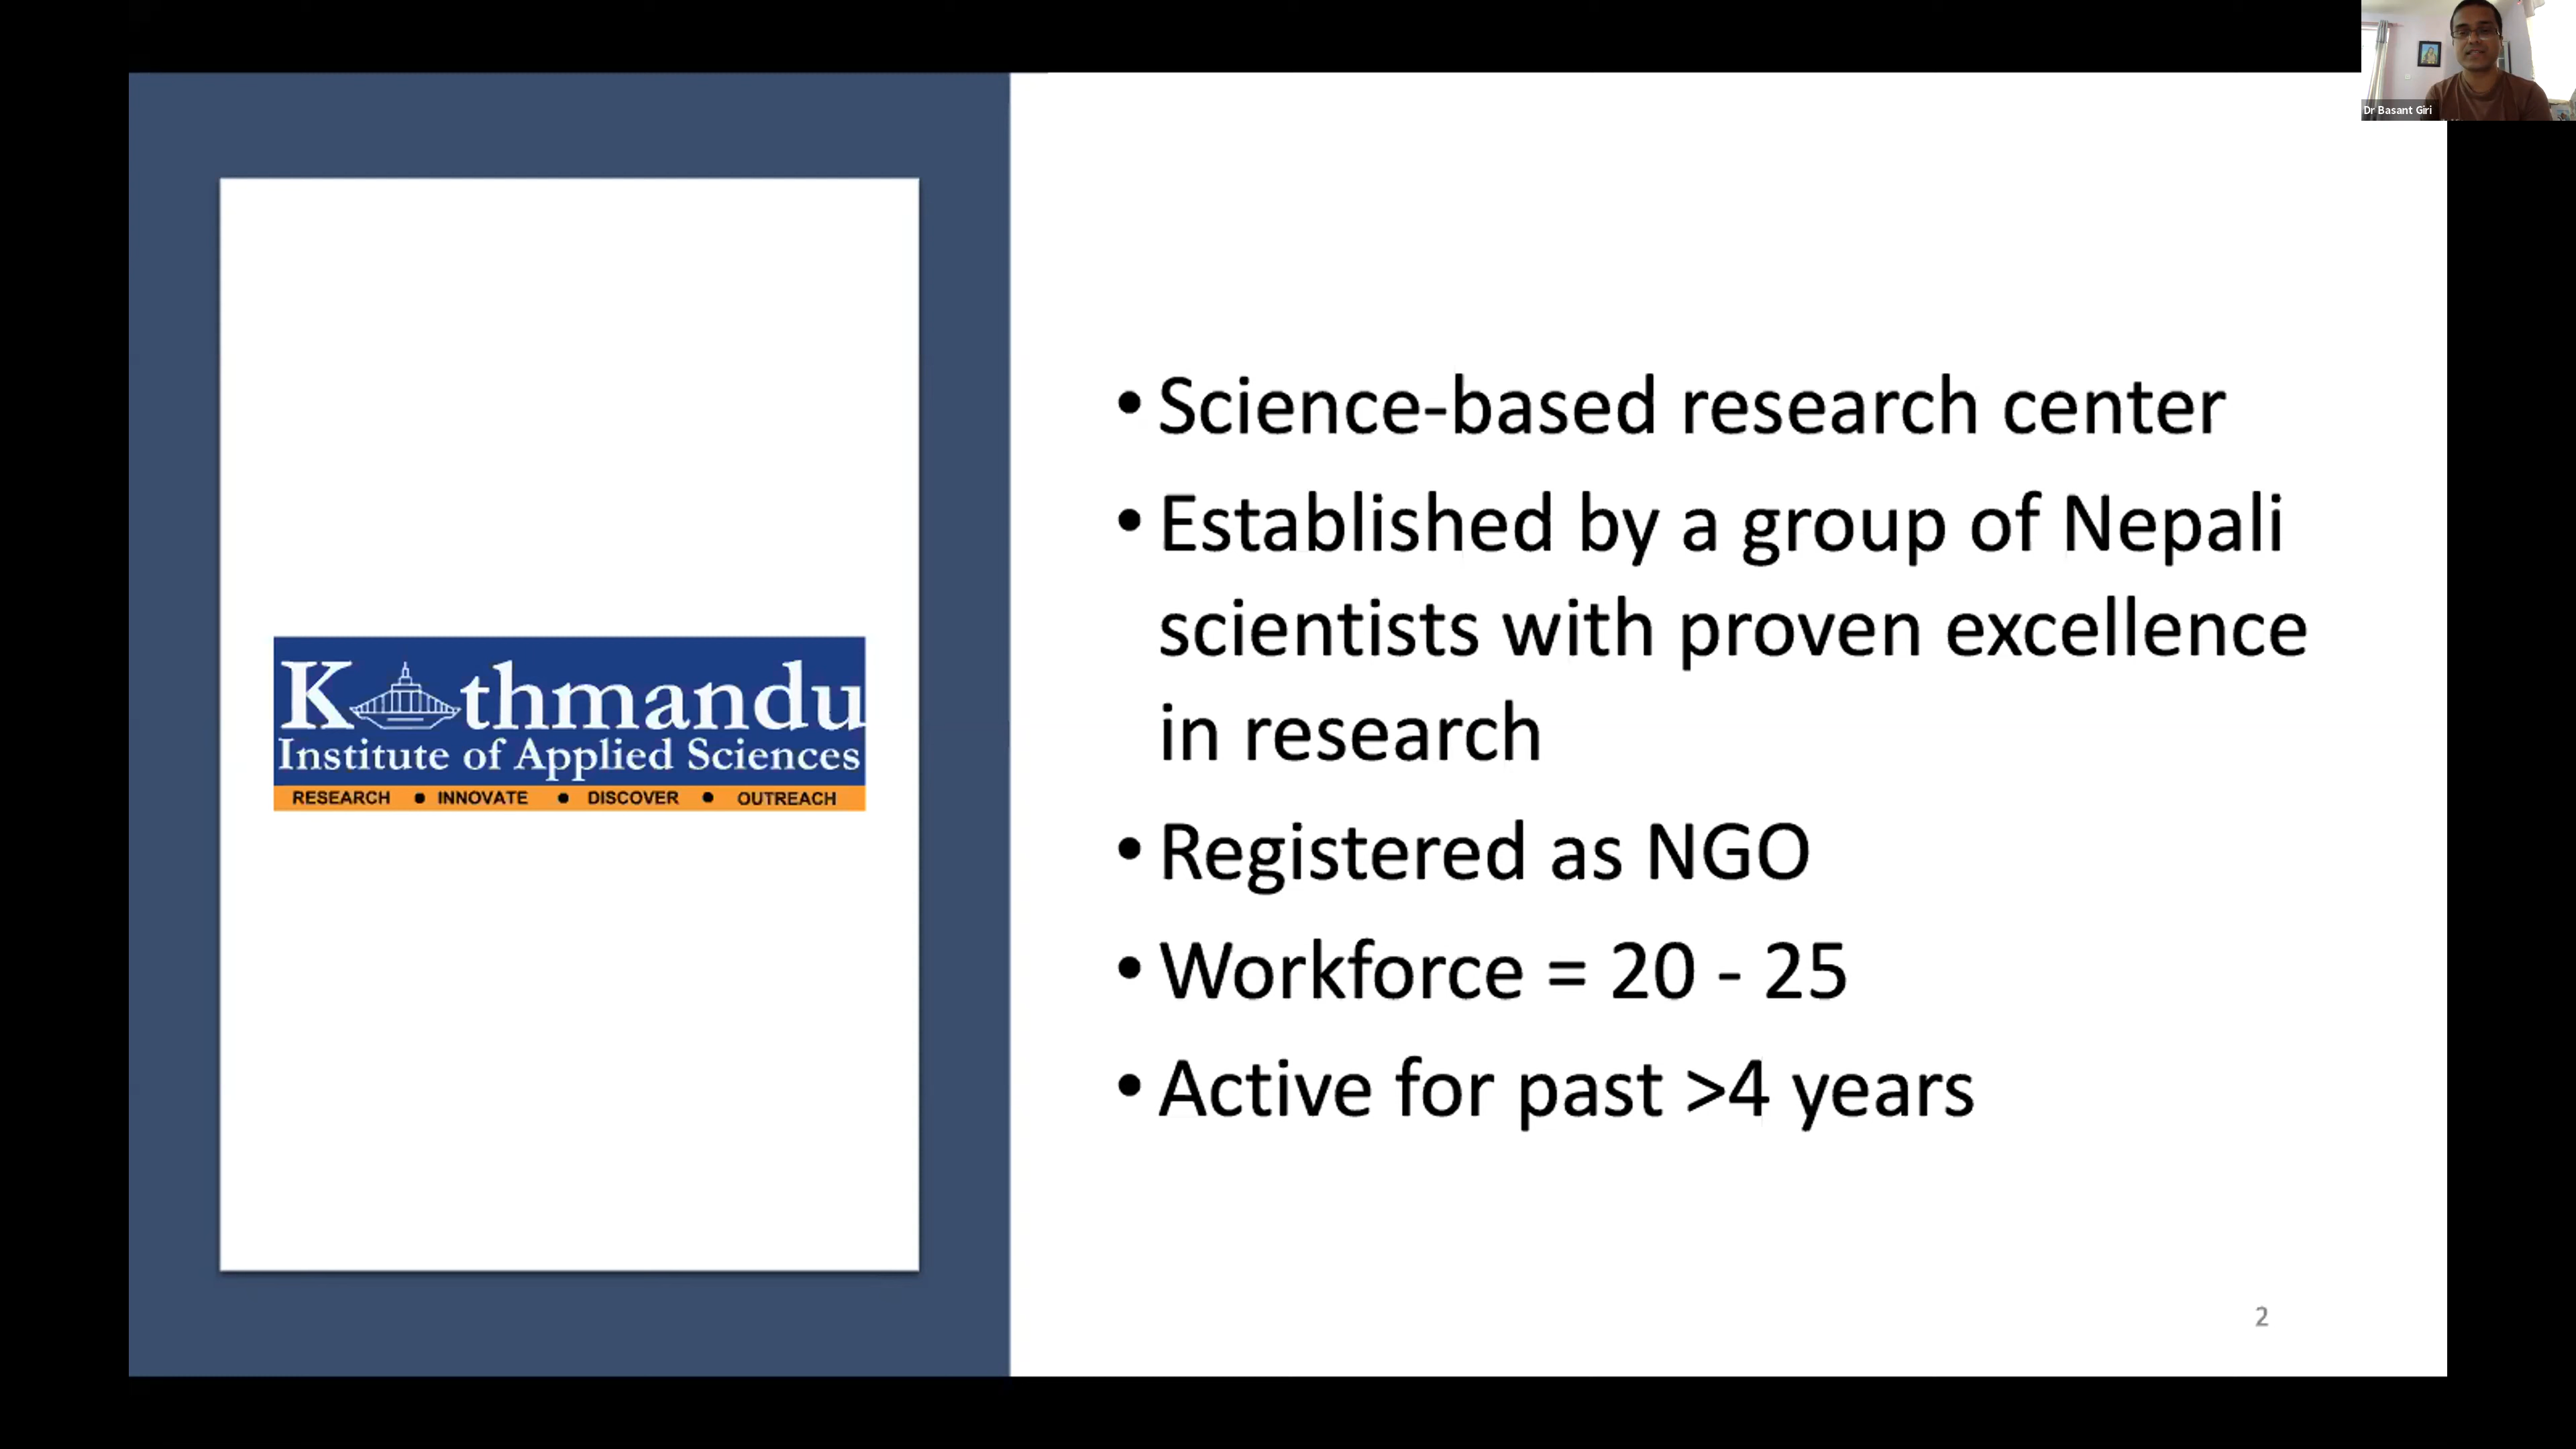 Dr Basant Giri
Kathmandu
Institute of Applied Sciences
RESEARCH • INNOVATE • DISCOVER • OUTREACH
• Science-based research center
• Established by a group of Nepali
scientists with proven excellence
in research
• Registered as NGO
• Workforce = 20 - 25
• Active for past >4 years
2